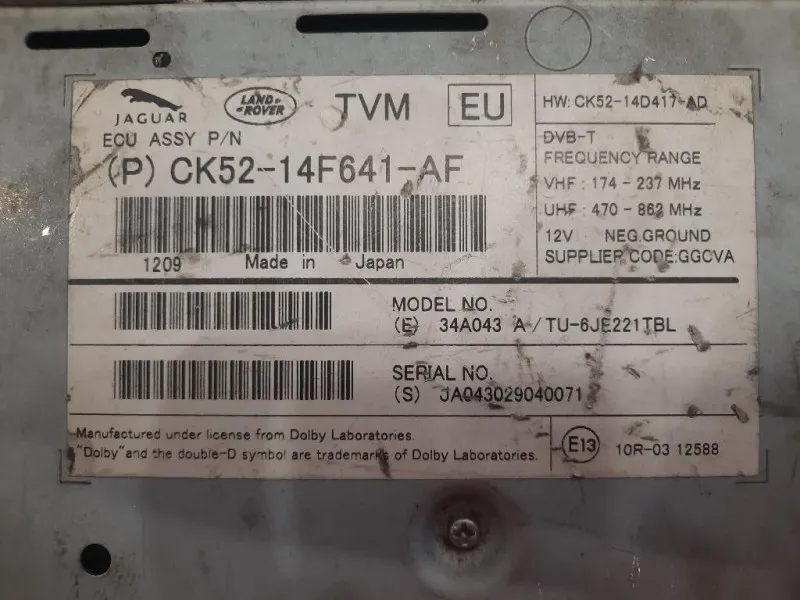 JAGUAR
LAND ROVER
TVM
EU
HW: CK52-14D417-AD
ECU ASSY P/N
(P) CK52-14F641-AF
DVB-T
FREQUENCY RANGE
VHF : 174 - 237 MHz
UHF : 470 - 862 MHz
12V NEG.GROUND
SUPPLIER CODE:GGCVA
1209 Made in Japan
MODEL NO.
(E) 34A043 A/TU-6JE221TBL
SERIAL NO.
(S) JA043029040071
Manufactured under license from Dolby Laboratories.
"Dolby"and the double-D symbol are trademarks of Dolby Laboratories.
E13
10R-03 12588